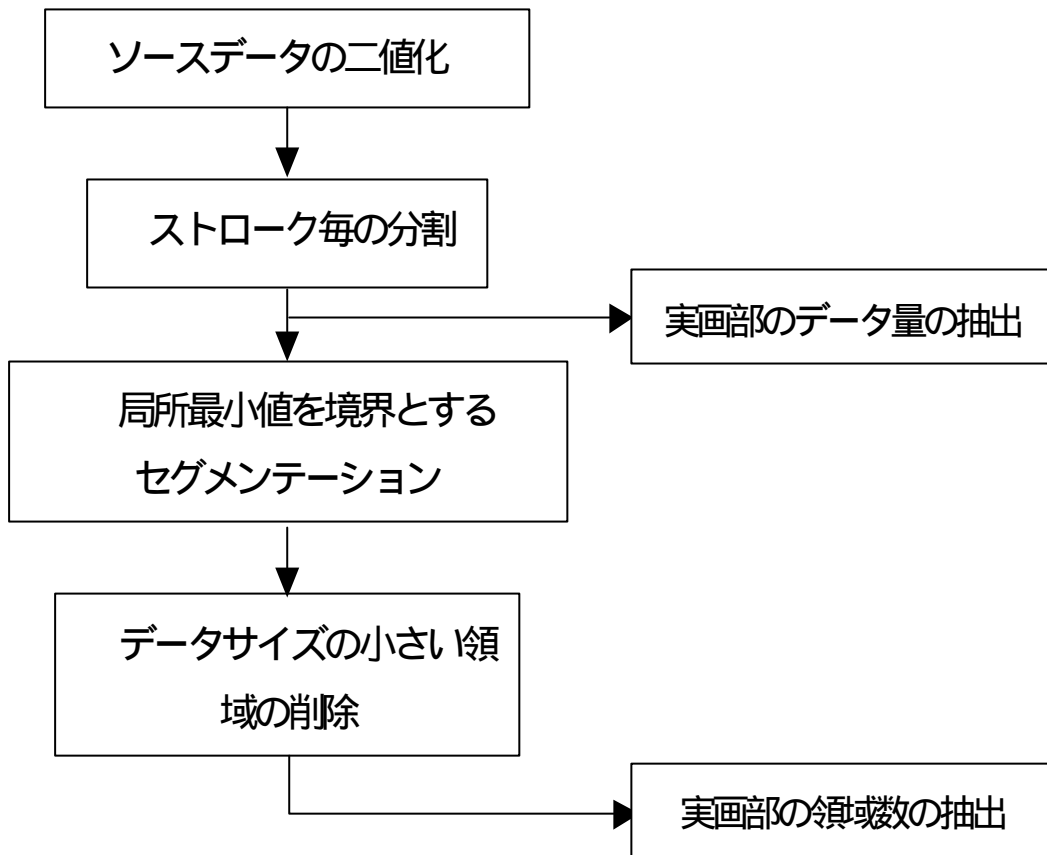 ソースデータの二値化
ストローク毎の分割
実画部のデータ量の抽出
局所最小値を境界とする
セグメンテーション
データサイズの小さい領
域の削除
実画部の領域数の抽出